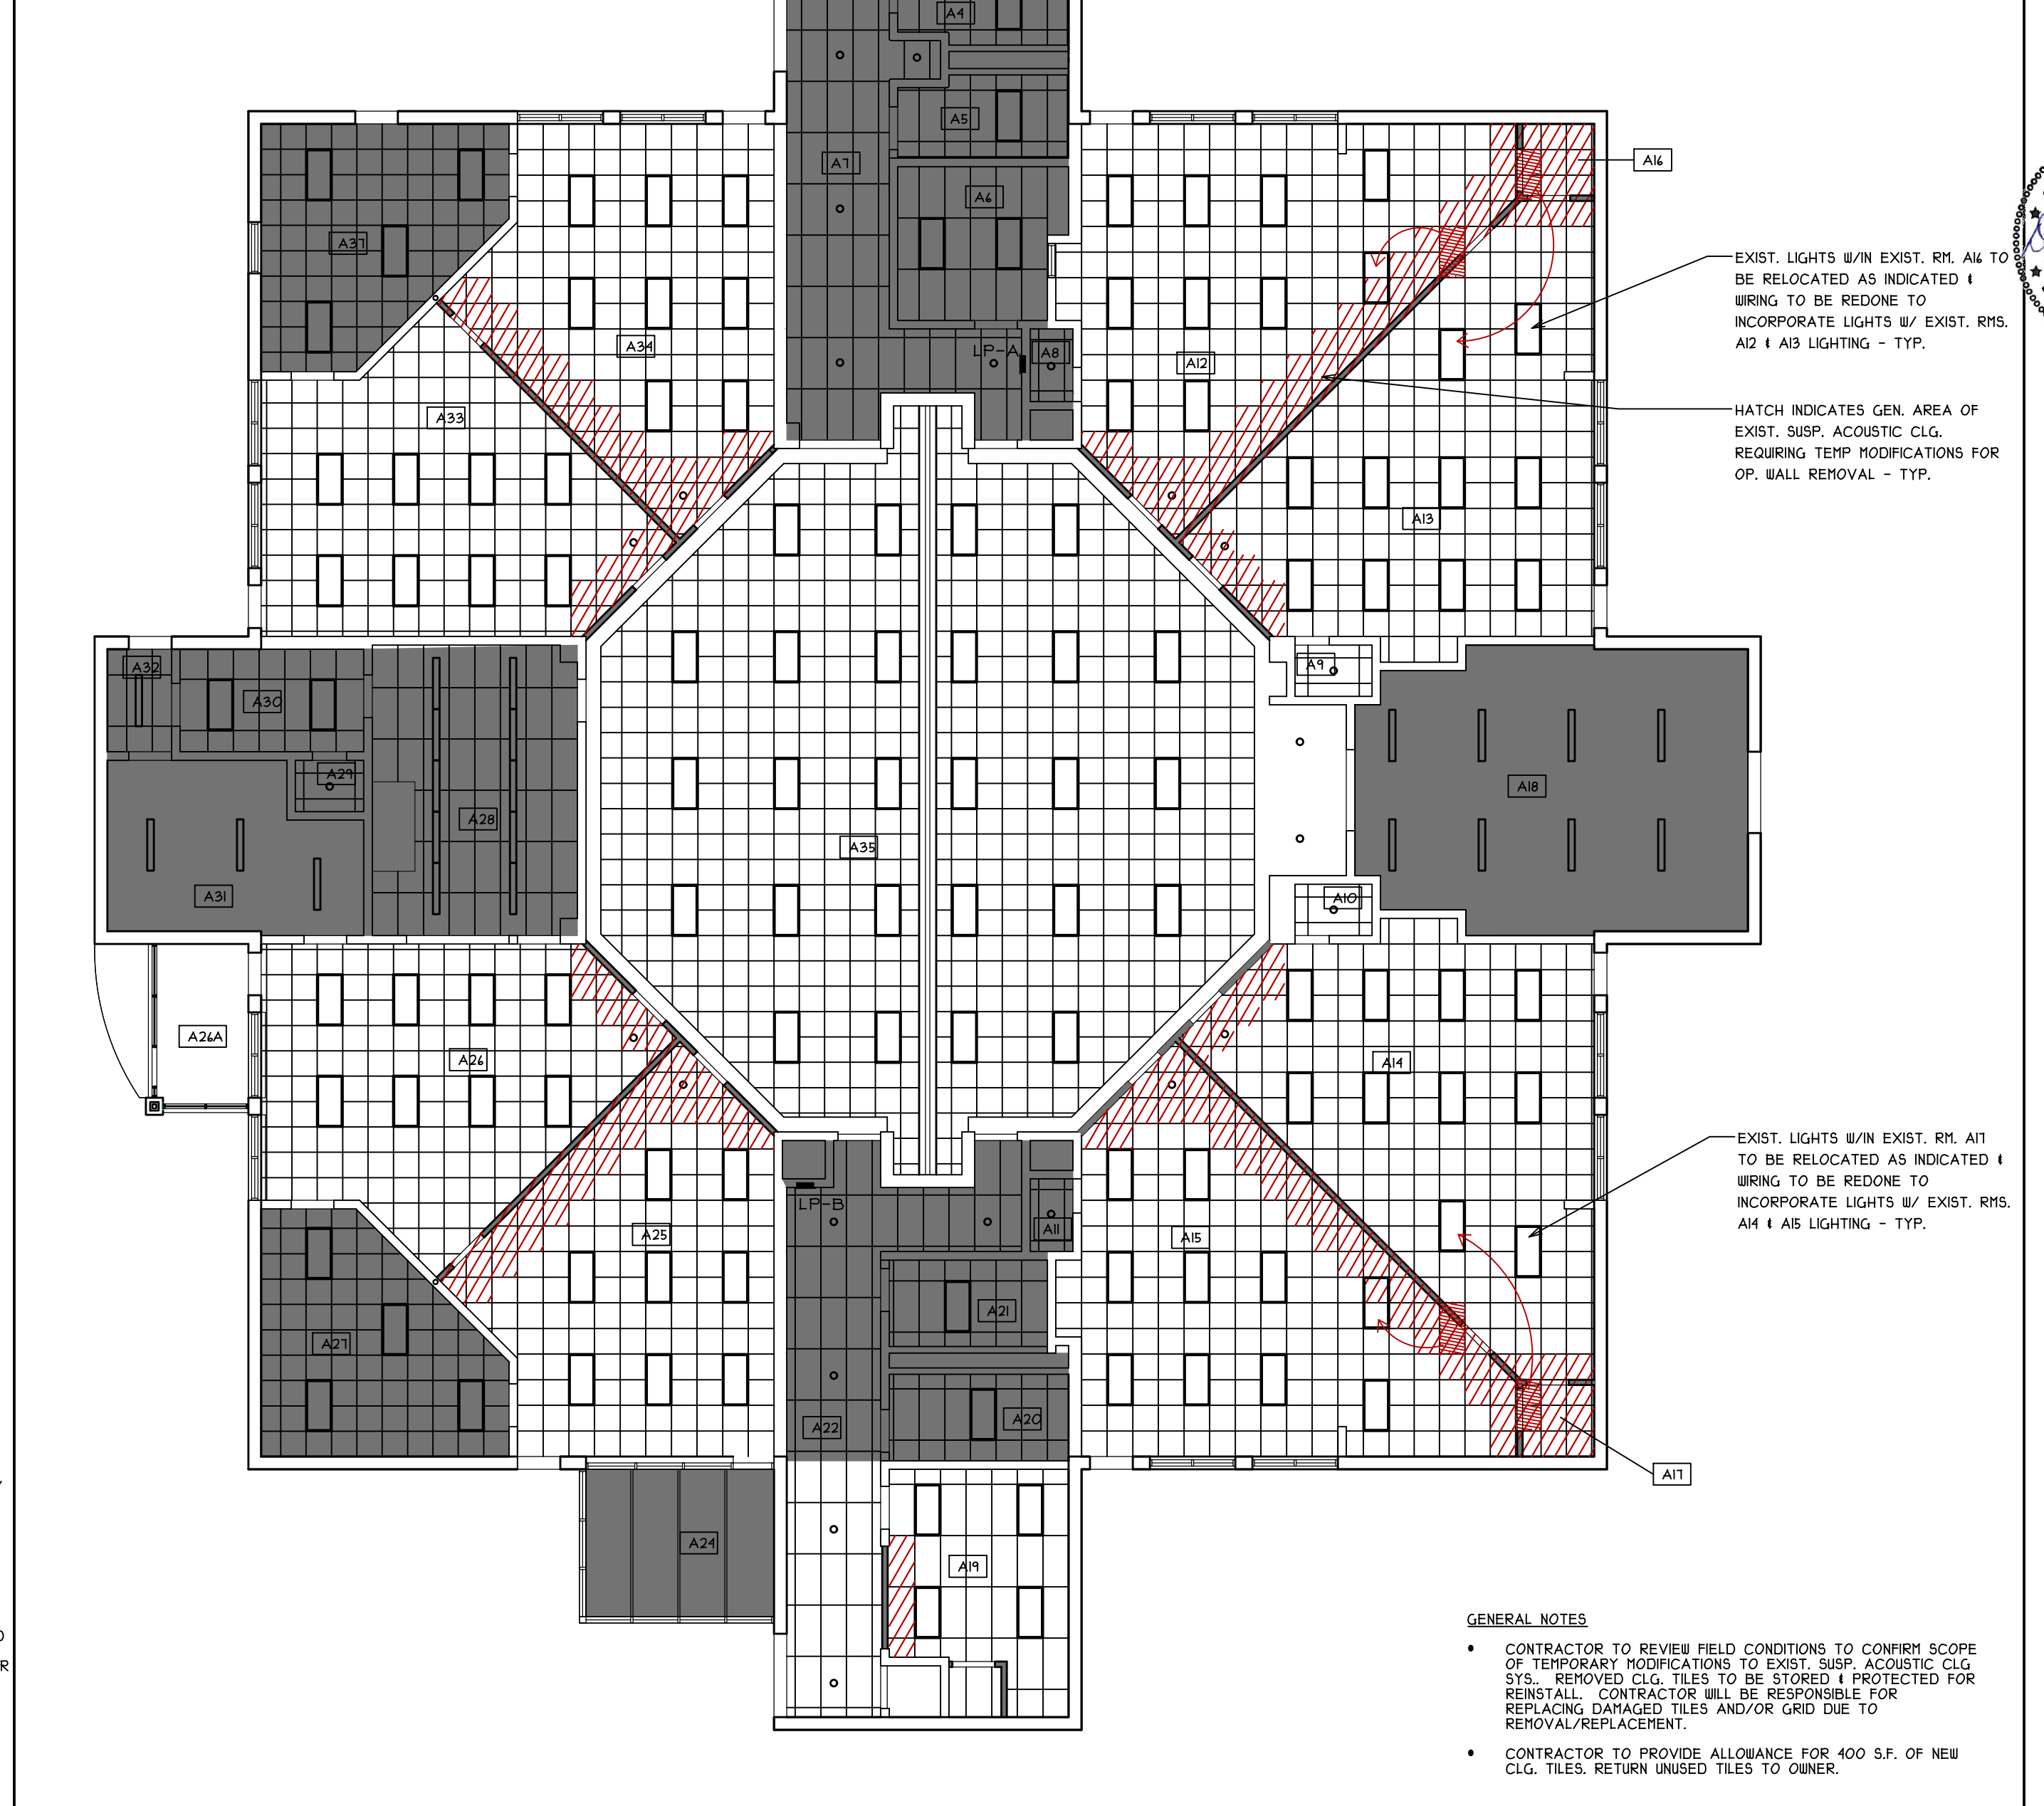 A4
A5
A7
A6
A16
A37
A34
LP-A
A8
A12
A33
A13
EXIST. LIGHTS W/IN EXIST. RM. A16 TO
BE RELOCATED AS INDICATED &
WIRING TO BE REDONE TO
INCORPORATE LIGHTS W/ EXIST. RMS.
A12 & A13 LIGHTING - TYP.
HATCH INDICATES GEN. AREA OF
EXIST. SUSP. ACOUSTIC CLG.
REQUIRING TEMP MODIFICATIONS FOR
OP. WALL REMOVAL - TYP.
A32
A30
A29
A28
A31
A9
A18
A35
A10
A26A
A26
A14
EXIST. LIGHTS W/IN EXIST. RM. A17
TO BE RELOCATED AS INDICATED &
WIRING TO BE REDONE TO
INCORPORATE LIGHTS W/ EXIST. RMS.
A14 & A15 LIGHTING - TYP.
LP-B
A11
A25
A15
A21
A27
A22
A20
A17
A24
A19
GENERAL NOTES
• CONTRACTOR TO REVIEW FIELD CONDITIONS TO CONFIRM SCOPE
OF TEMPORARY MODIFICATIONS TO EXIST. SUSP. ACOUSTIC CLG
SYS.. REMOVED CLG. TILES TO BE STORED & PROTECTED FOR
REINSTALL. CONTRACTOR WILL BE RESPONSIBLE FOR
REPLACING DAMAGED TILES AND/OR GRID DUE TO
REMOVAL/REPLACEMENT.
• CONTRACTOR TO PROVIDE ALLOWANCE FOR 400 S.F. OF NEW
CLG. TILES. RETURN UNUSED TILES TO OWNER.